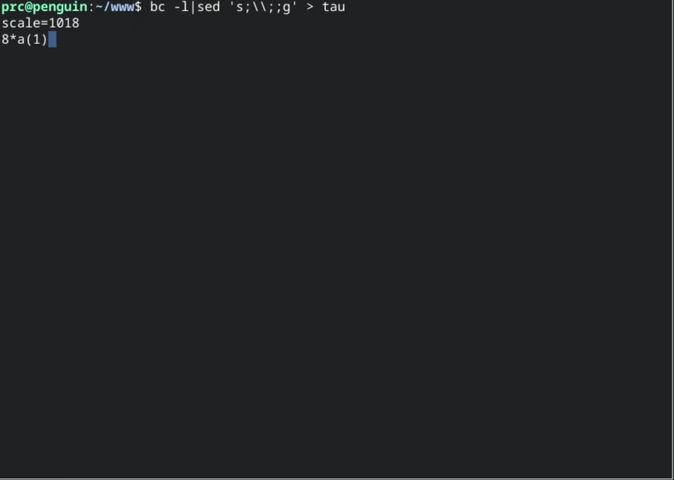 prc@penguin:~/www$ bc -l|sed 's;\\;;g' > tau
scale=1018
8*a(1)